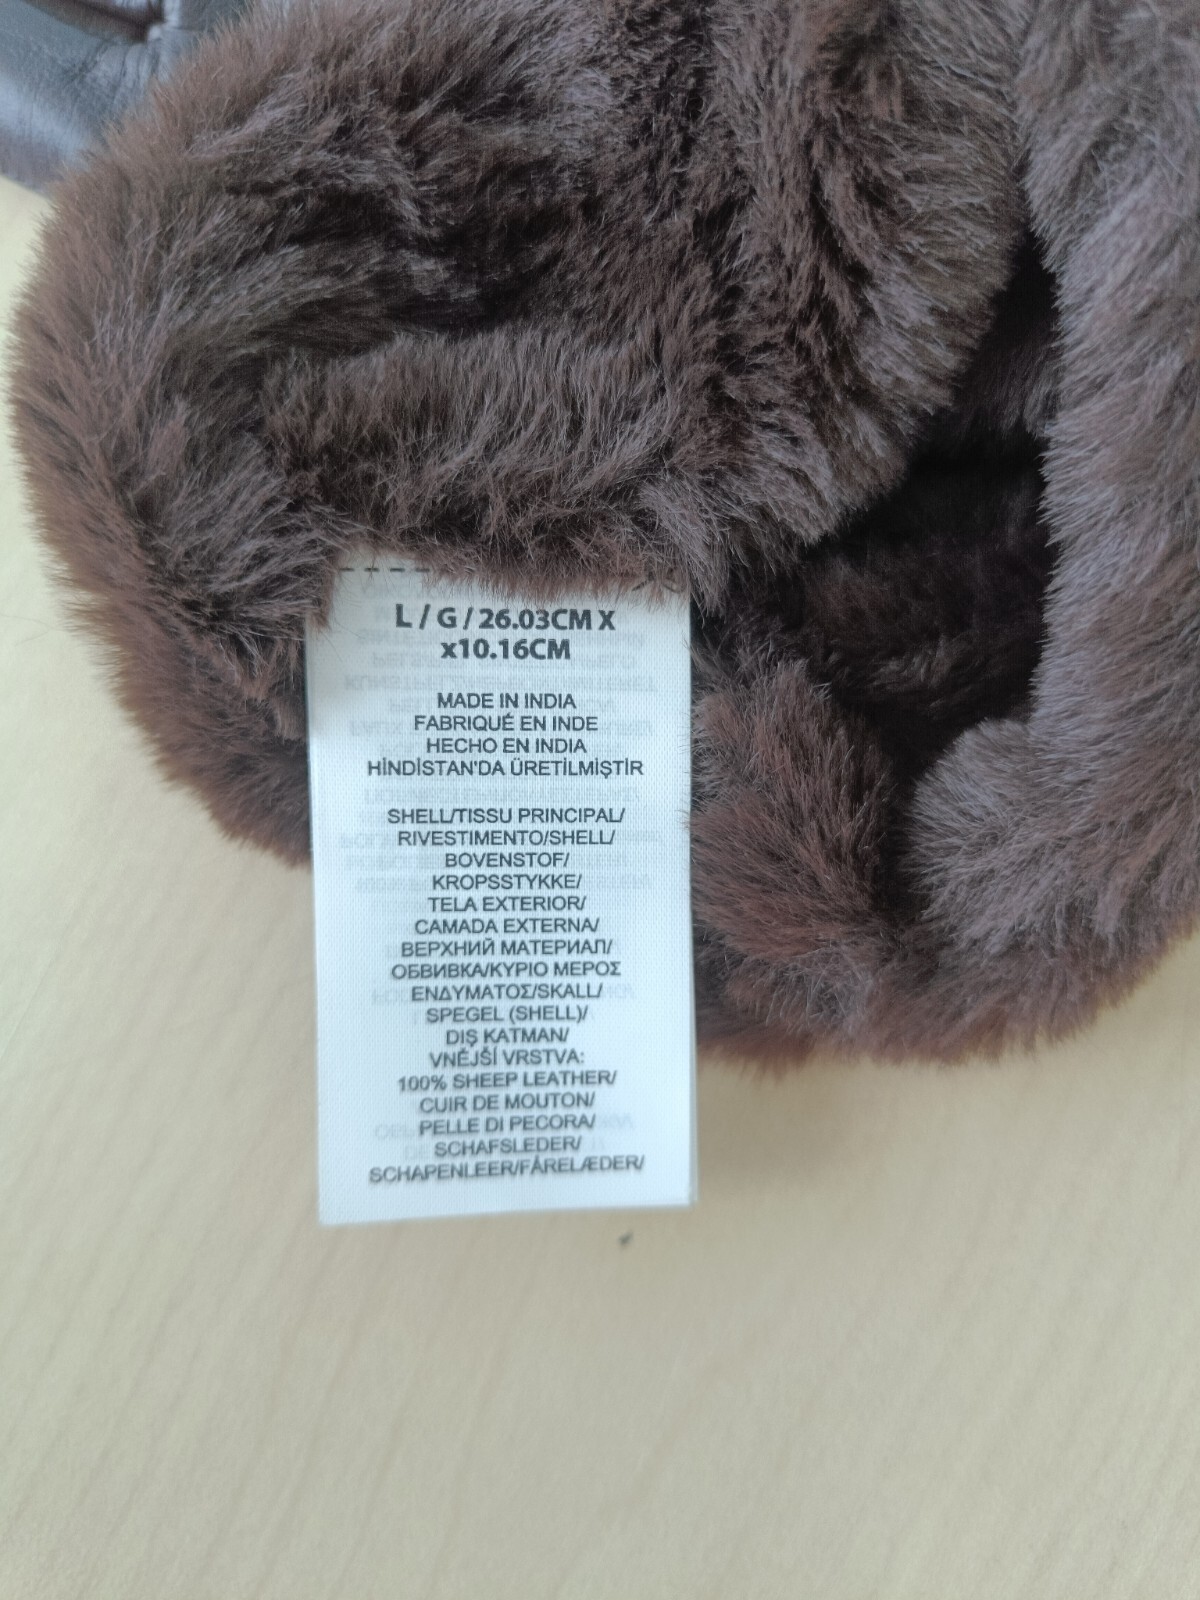 L / G / 26.03CM X
x10.16CM
MADE IN INDIA
FABRIQUÉ EN INDE
HECHO EN INDIA
HİNDİSTAN'DA ÜRETİLMİŞTİR
SHELL/TISSU PRINCIPAL/
RIVESTIMENTO/SHELL/
BOVENSTOF/
KROPSSTYKKE/
TELA EXTERIOR/
CAMADA EXTERNA/
ВЕРХНИЙ МАТЕРИАЛ/
ОБВИВКА/ΚΥΡΙΟ ΜΕΡΟΣ
ΕΝΔΥΜΑΤΟΣ/SKALL/
SPEGEL (SHELL)/
DIŞ KATMAN/
VNĚJŠÍ VRSTVA:
100% SHEEP LEATHER/
CUIR DE MOUTON/
PELLE DI PECORA/
SCHAFSLEDER/
SCHAPENLEER/FÅRELÆDER/